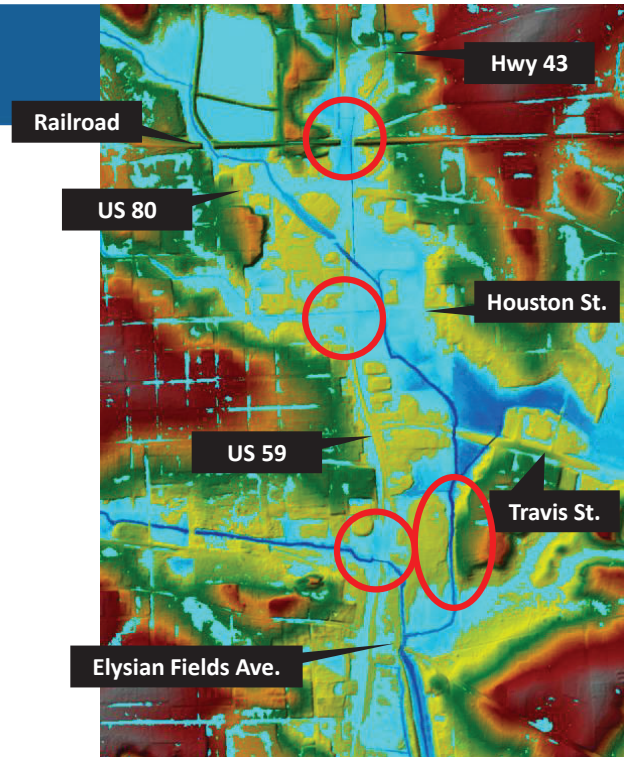 Hwy 43
Railroad
US 80
Houston St.
US 59
Travis St.
Elysian Fields Ave.